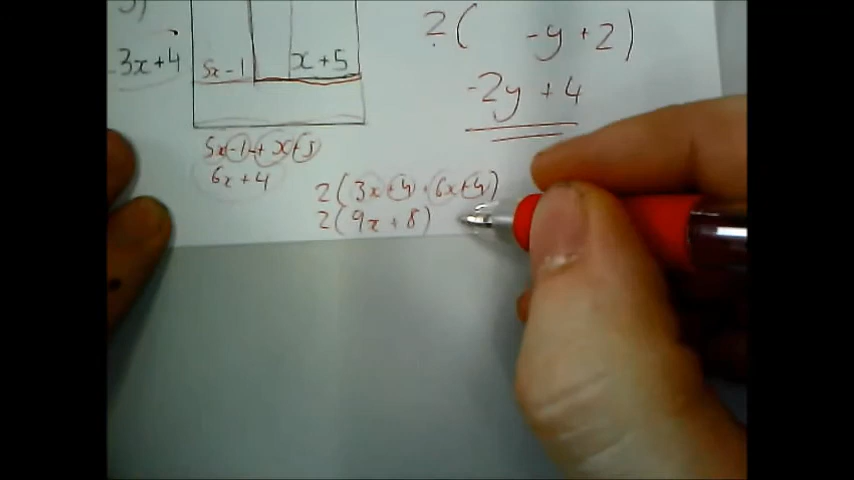 3x+4
5x-1
x+5
2( -y+2)
-2y+4
5x-1+x+5
6x+4
2(3x+4+6x+4)
2(9x+8)